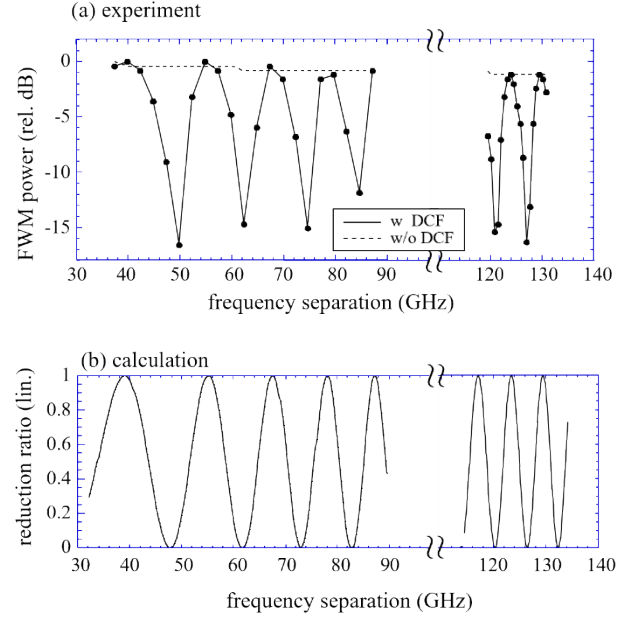 (a) experiment
0
-5
-10
-15
FWM power (rel. dB)
w DCF
w/o DCF
30 40 50 60 70 80 90 120 130 140
frequency separation (GHz)
(b) calculation
1
0.8
0.6
0.4
0.2
0
reduction ratio (lin.)
30 40 50 60 70 80 90 120 130 140
frequency separation (GHz)